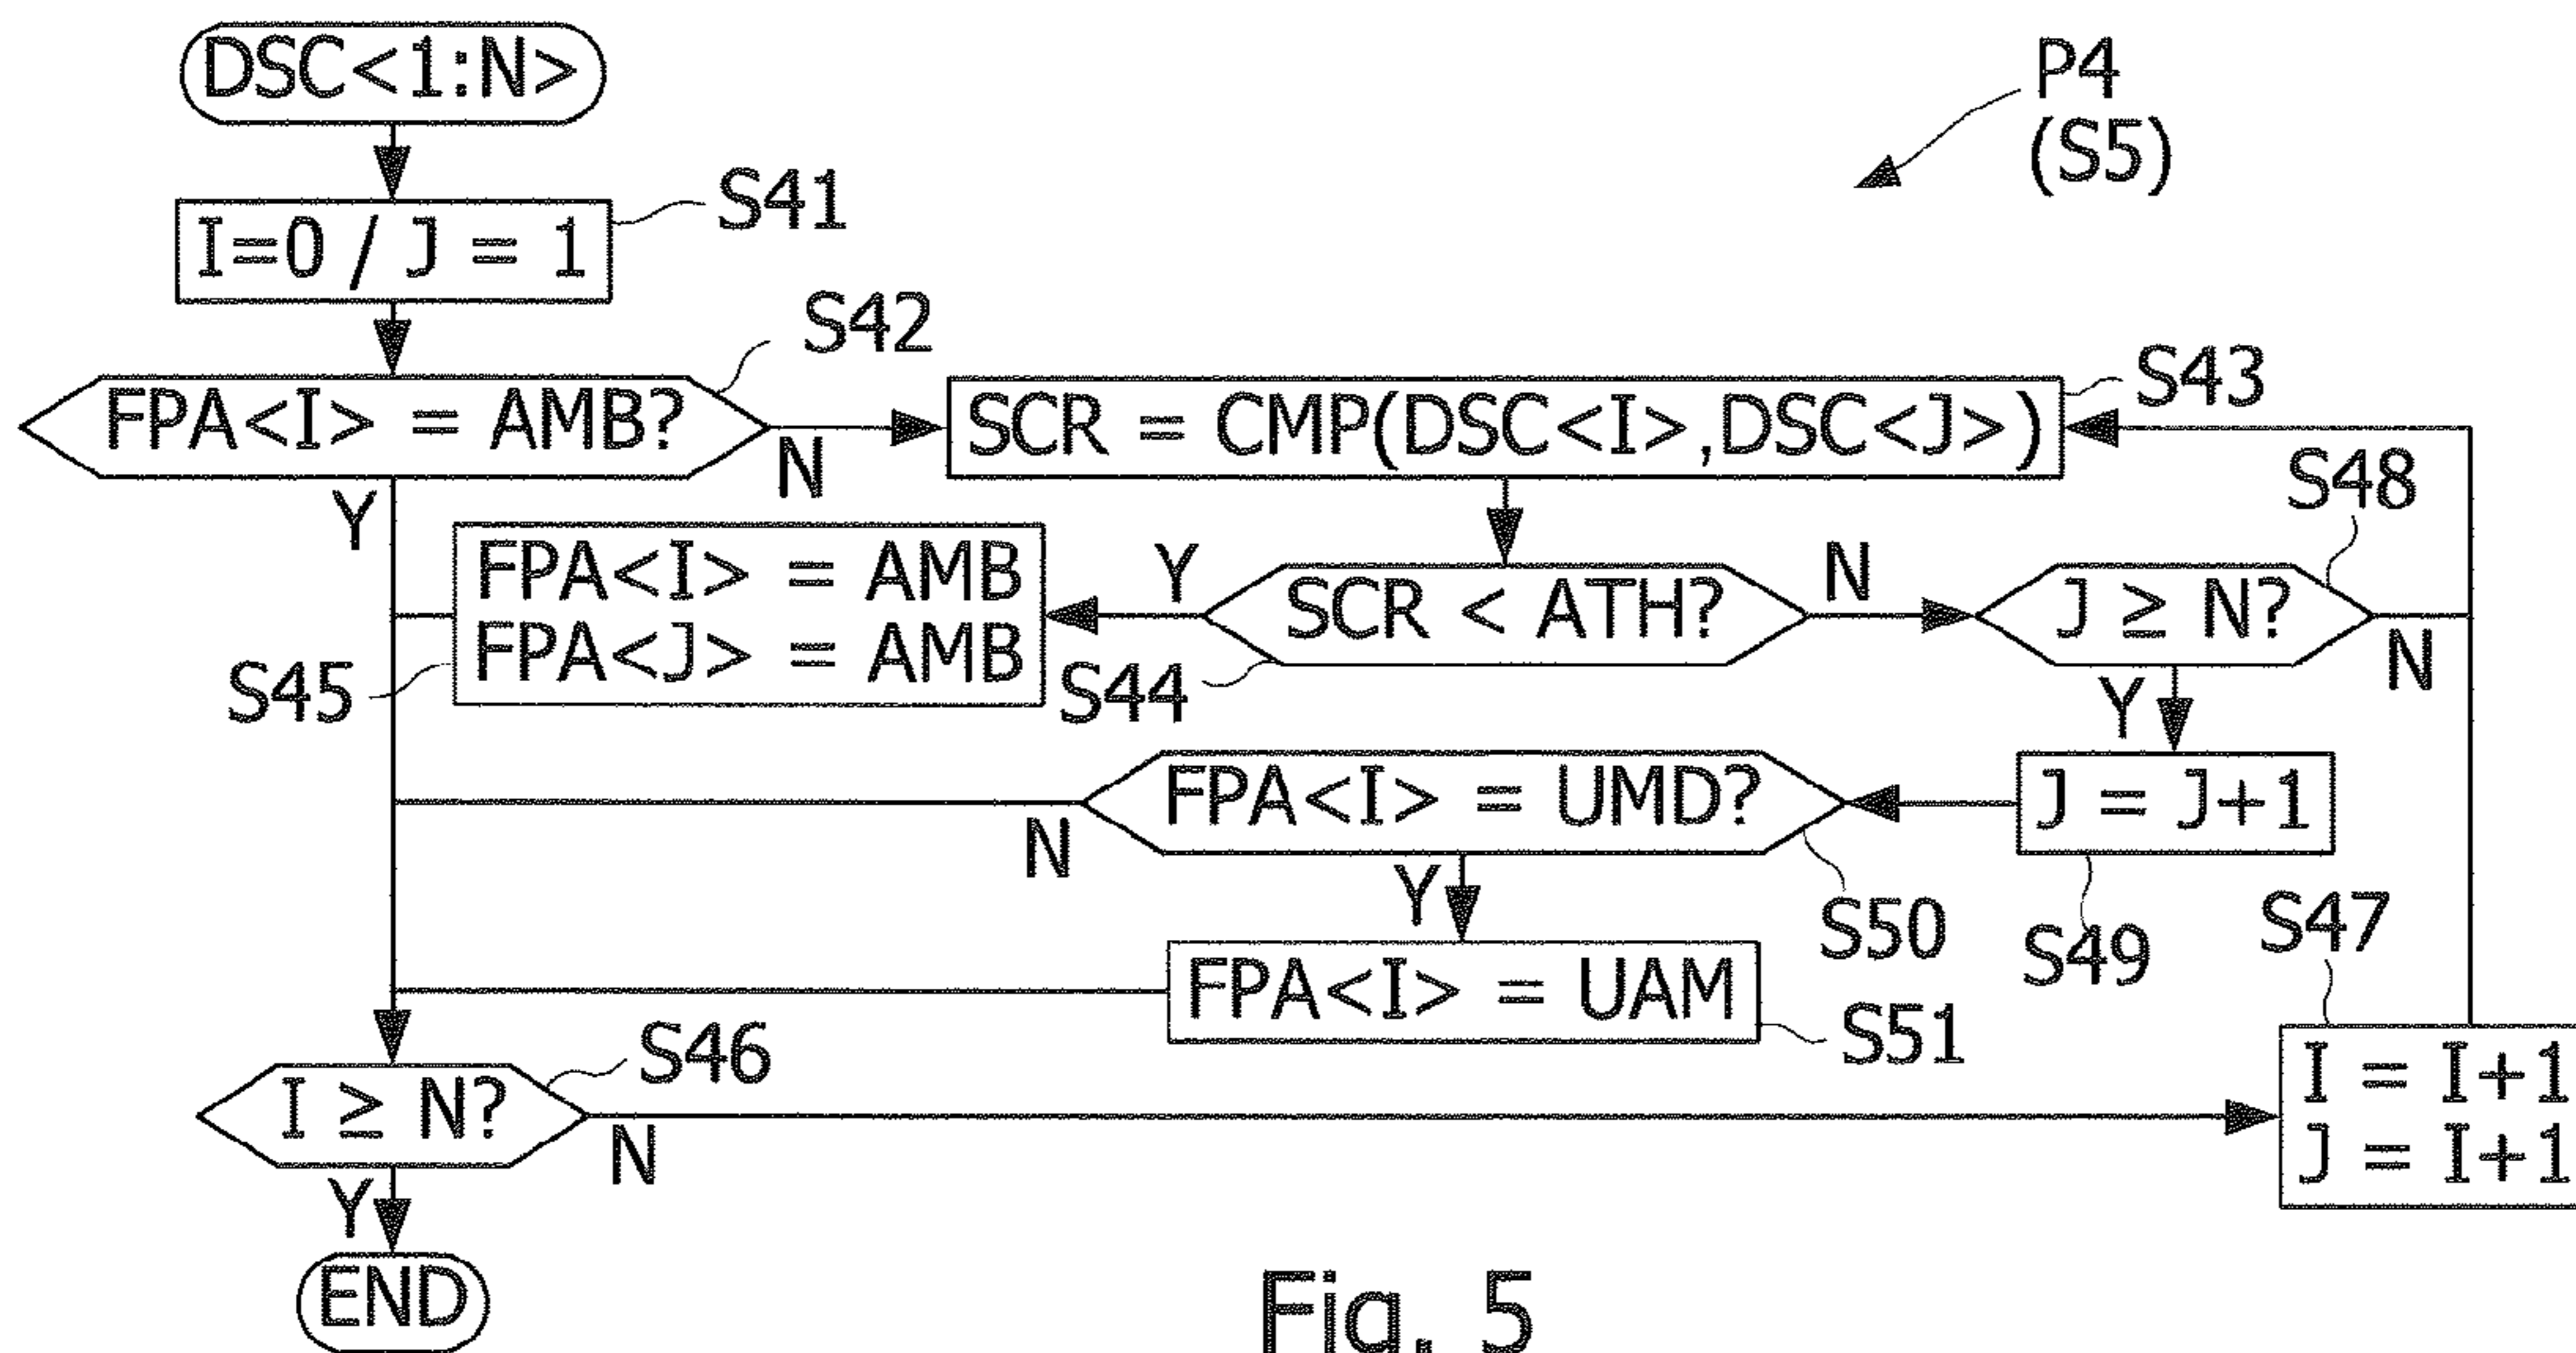 DSC<1:N>
P4
(S5)
S41
I=0 / J = 1
S42
FPA<I> = AMB?
N
Y
S43
SCR = CMP(DSC<I>,DSC<J>)
S48
FPA<I> = AMB
FPA<J> = AMB
S45
Y
SCR < ATH?
S44
N
J ≥ N?
N
Y
FPA<I> = UMD?
N
Y
S50
J = J+1
S49
S47
FPA<I> = UAM
S51
S46
I ≥ N?
N
Y
I = I+1
J = I+1
END
Fig. 5